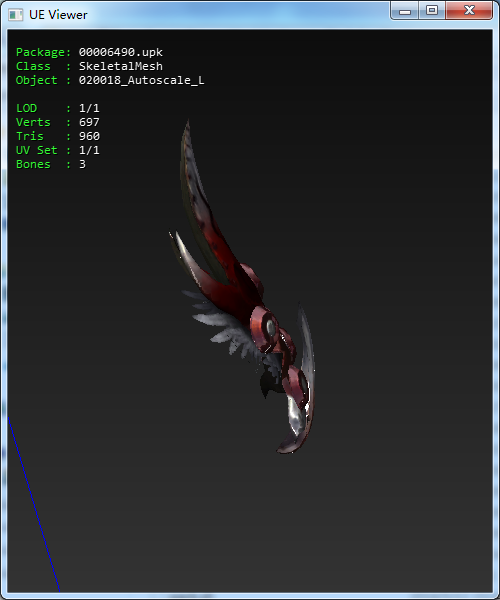 UE Viewer
Package: 00006490.upk
Class : SkeletalMesh
Object : 020018_Autoscale_L
LOD : 1/1
Verts : 697
Tris : 960
UV Set : 1/1
Bones : 3